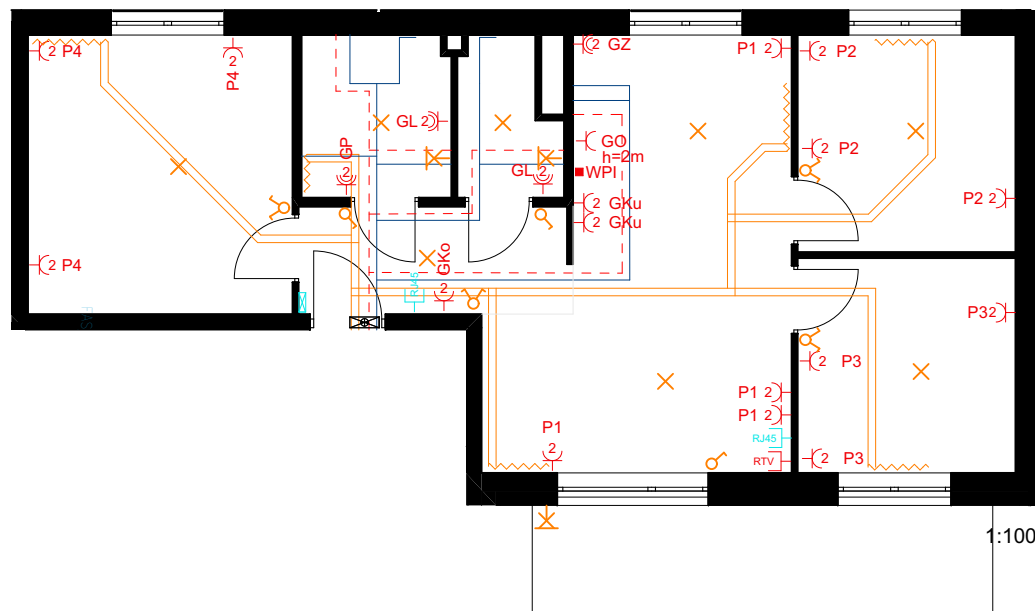 2 P4
2
P4
2 GZ
P1 2
2 P2
GL 2
GO
h=2m
GP
2
GL 2
WPI
2 P2
2 GKu
2 GKu
P2 2
2 P4
GKo
2
RJ45
FAS
P32
2 P3
P1 2
P1 2
P1
2
RJ45
RTV
2 P3
1:100